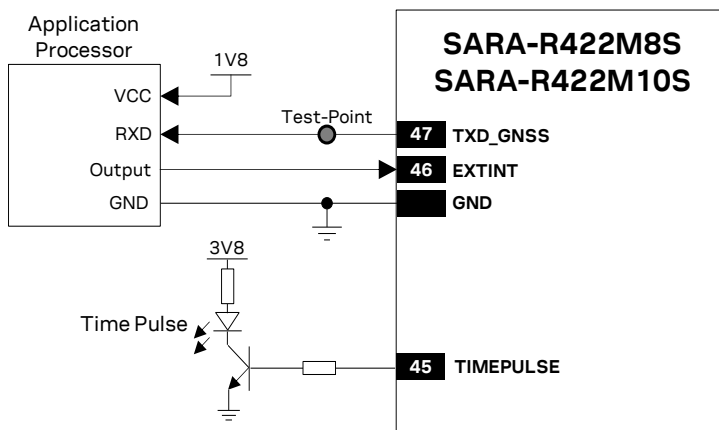 Application
Processor
1V8
VCC
RXD
Output
GND
Test-Point
SARA-R422M8S
SARA-R422M10S
47 TXD_GNSS
46 EXTINT
GND
3V8
Time Pulse
45 TIMEPULSE